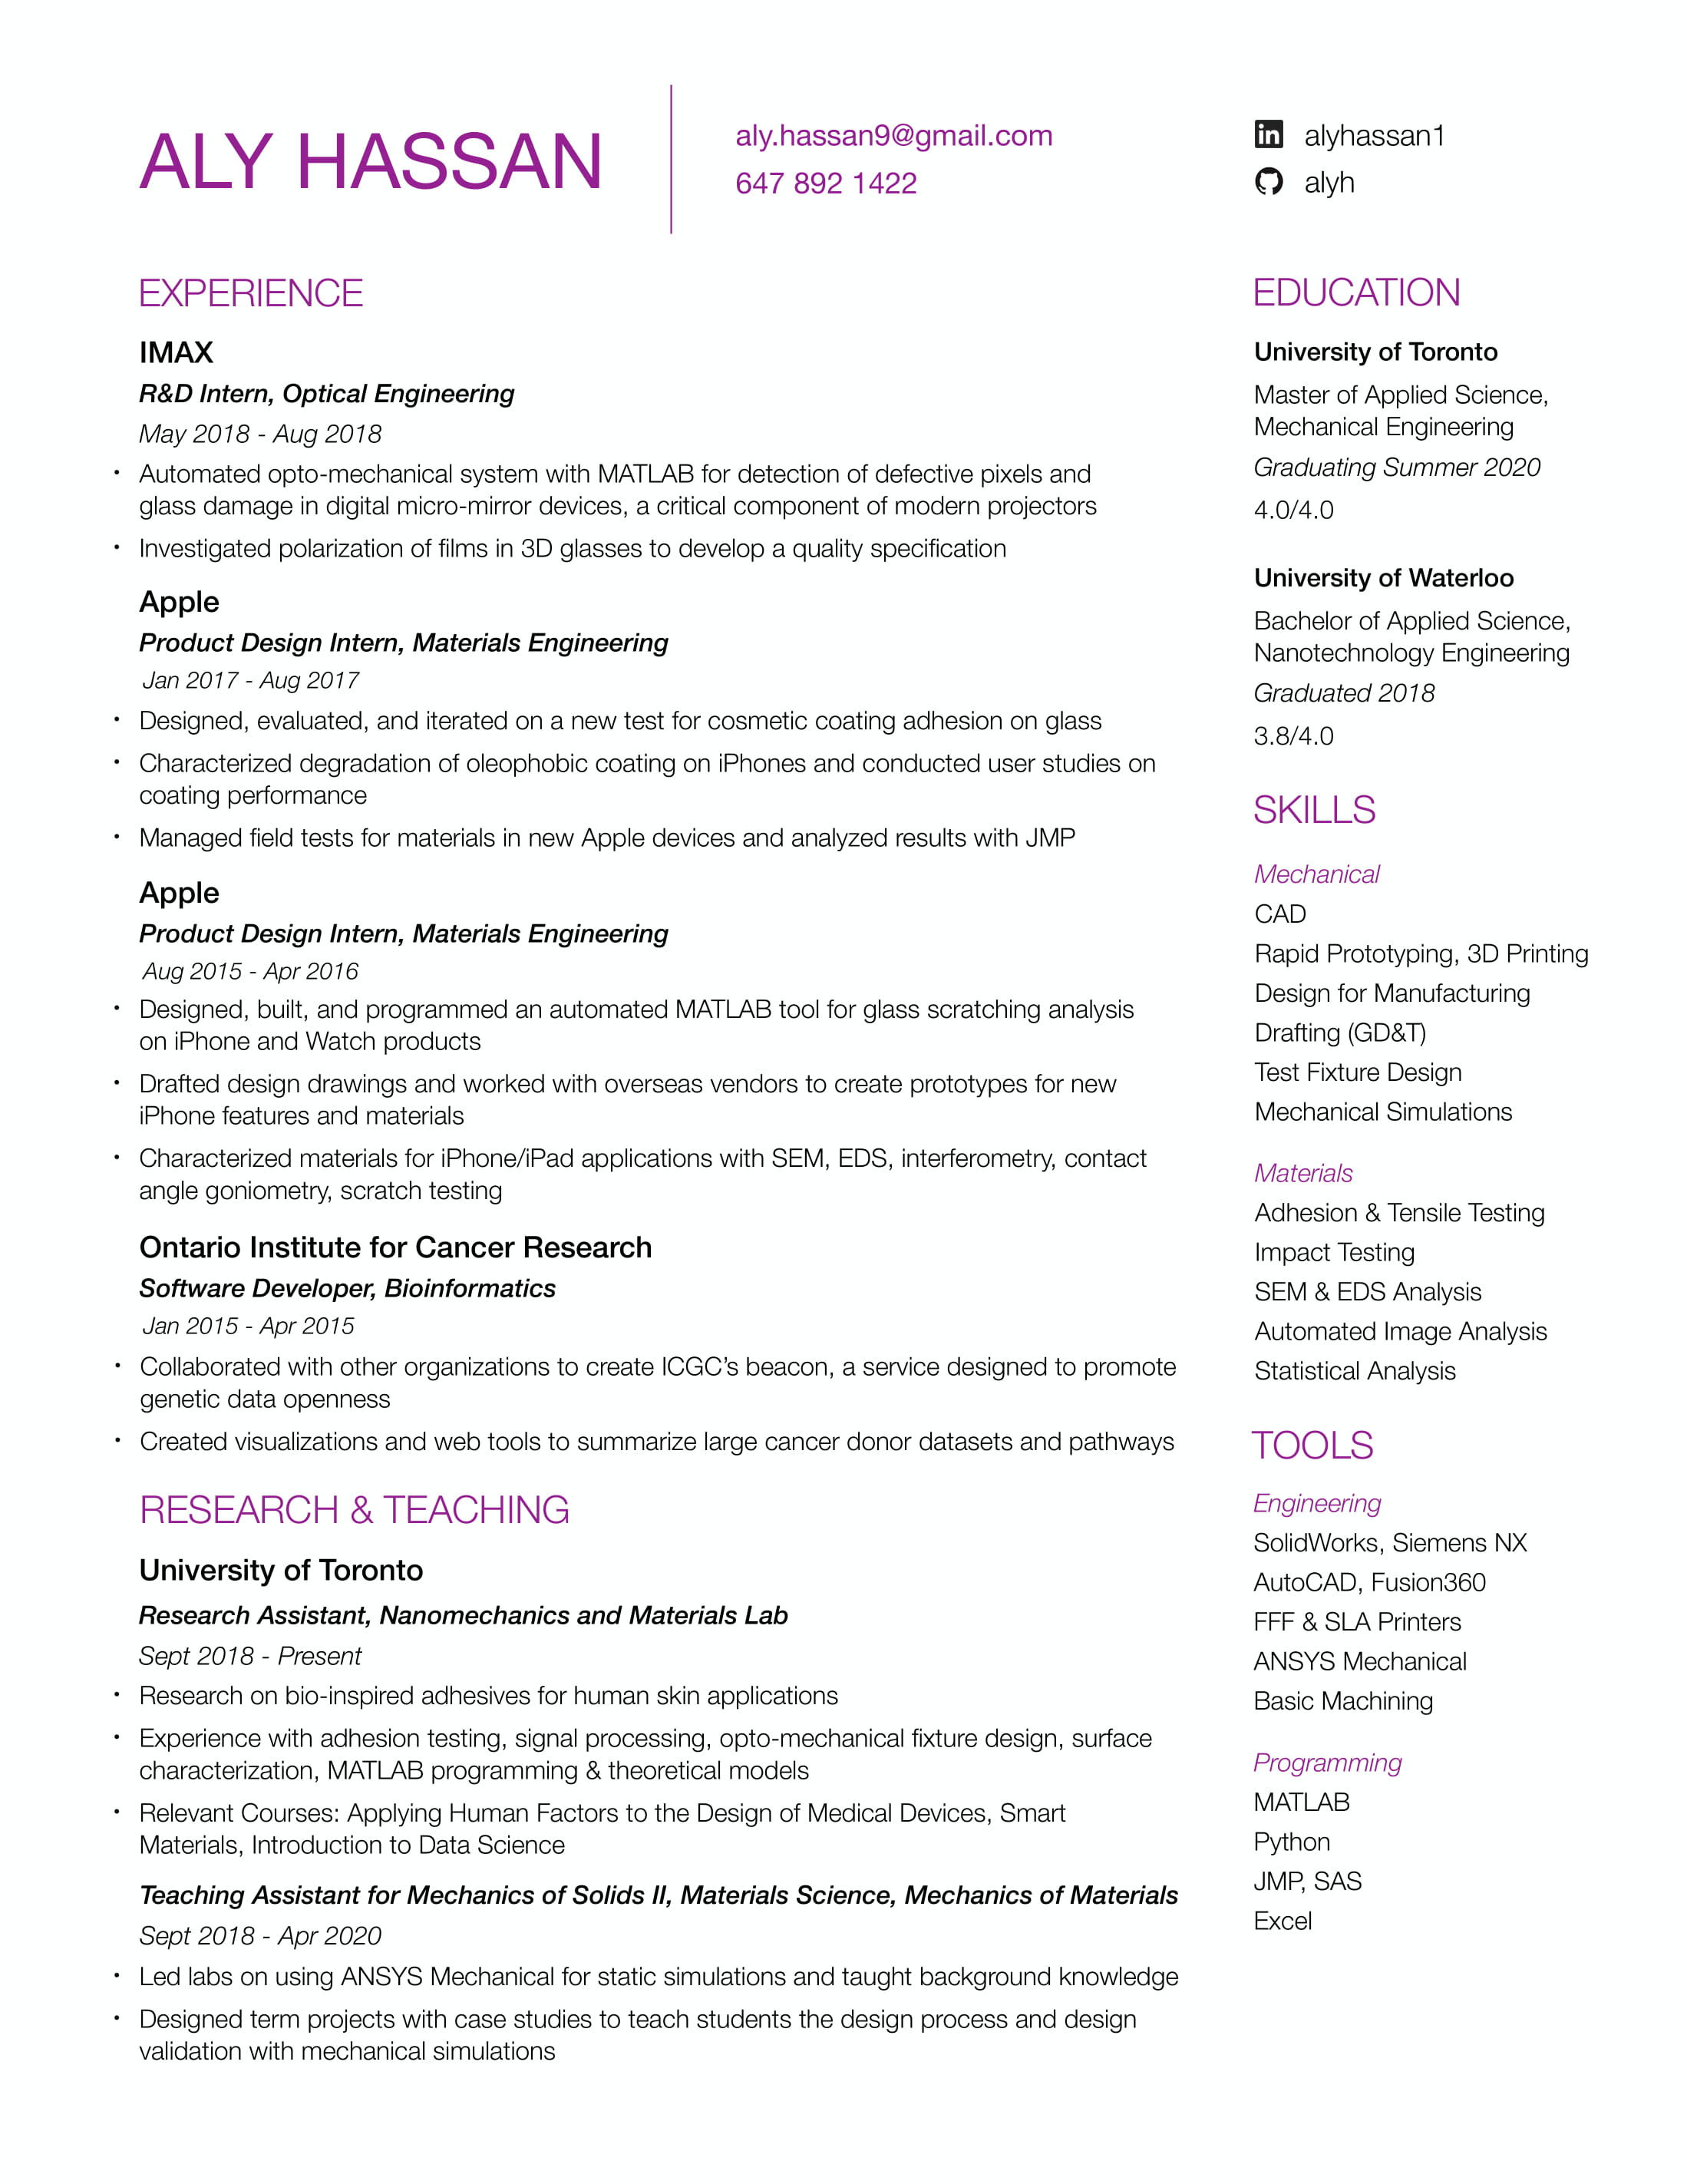 ALY HASSAN
aly.hassan9@gmail.com
647 892 1422
in alyhassan1
alyh
EXPERIENCE
IMAX
R&D Intern, Optical Engineering
May 2018 - Aug 2018
• Automated opto-mechanical system with MATLAB for detection of defective pixels and
glass damage in digital micro-mirror devices, a critical component of modern projectors
• Investigated polarization of films in 3D glasses to develop a quality specification
Apple
Product Design Intern, Materials Engineering
Jan 2017 - Aug 2017
• Designed, evaluated, and iterated on a new test for cosmetic coating adhesion on glass
• Characterized degradation of oleophobic coating on iPhones and conducted user studies on
coating performance
• Managed field tests for materials in new Apple devices and analyzed results with JMP
Apple
Product Design Intern, Materials Engineering
Aug 2015 - Apr 2016
• Designed, built, and programmed an automated MATLAB tool for glass scratching analysis
on iPhone and Watch products
• Drafted design drawings and worked with overseas vendors to create prototypes for new
iPhone features and materials
• Characterized materials for iPhone/iPad applications with SEM, EDS, interferometry, contact
angle goniometry, scratch testing
Ontario Institute for Cancer Research
Software Developer, Bioinformatics
Jan 2015 - Apr 2015
• Collaborated with other organizations to create ICGC’s beacon, a service designed to promote
genetic data openness
• Created visualizations and web tools to summarize large cancer donor datasets and pathways
RESEARCH & TEACHING
University of Toronto
Research Assistant, Nanomechanics and Materials Lab
Sept 2018 - Present
• Research on bio-inspired adhesives for human skin applications
• Experience with adhesion testing, signal processing, opto-mechanical fixture design, surface
characterization, MATLAB programming & theoretical models
• Relevant Courses: Applying Human Factors to the Design of Medical Devices, Smart
Materials, Introduction to Data Science
Teaching Assistant for Mechanics of Solids II, Materials Science, Mechanics of Materials
Sept 2018 - Apr 2020
• Led labs on using ANSYS Mechanical for static simulations and taught background knowledge
• Designed term projects with case studies to teach students the design process and design
validation with mechanical simulations
EDUCATION
University of Toronto
Master of Applied Science,
Mechanical Engineering
Graduating Summer 2020
4.0/4.0
University of Waterloo
Bachelor of Applied Science,
Nanotechnology Engineering
Graduated 2018
3.8/4.0
SKILLS
Mechanical
CAD
Rapid Prototyping, 3D Printing
Design for Manufacturing
Drafting (GD&T)
Test Fixture Design
Mechanical Simulations
Materials
Adhesion & Tensile Testing
Impact Testing
SEM & EDS Analysis
Automated Image Analysis
Statistical Analysis
TOOLS
Engineering
SolidWorks, Siemens NX
AutoCAD, Fusion360
FFF & SLA Printers
ANSYS Mechanical
Basic Machining
Programming
MATLAB
Python
JMP, SAS
Excel